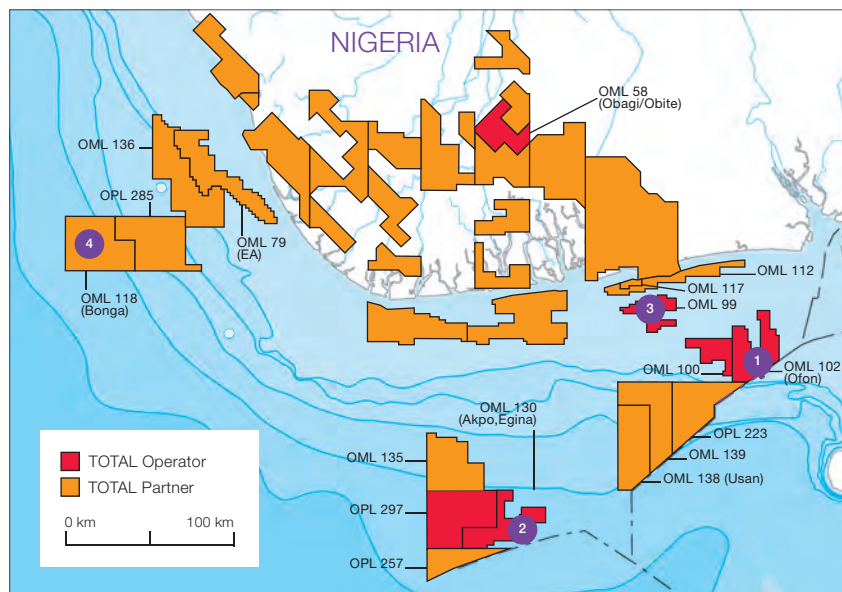 NIGERIA
OML 58
(Obagi/Obite)
OML 136
OPL 285
4
OML 79
(EA)
OML 118
(Bonga)
OML 112
OML 117
3
OML 99
1
OML 100
OML 102
(Ofon)
OML 130
(Akpo,Egina)
OPL 223
OML 135
OML 139
OML 138 (Usan)
OPL 297
2
OPL 257
TOTAL Operator
TOTAL Partner
0 km
100 km